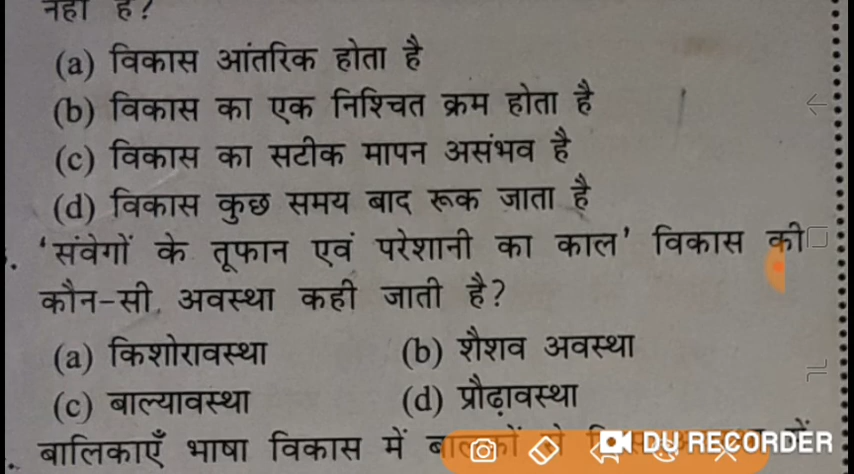 नहीं है?
(a) विकास आंतरिक होता है
(b) विकास का एक निश्चित क्रम होता है
(c) विकास का सटीक मापन असंभव है
(d) विकास कुछ समय बाद रूक जाता है
'संवेगों के तूफान एवं परेशानी का काल' विकास की
कौन-सी अवस्था कही जाती है?
(a) किशोरावस्था (b) शैशव अवस्था
(c) बाल्यावस्था (d) प्रौढ़ावस्था
बालिकाएँ भाषा विकास में में
DU RECORDER